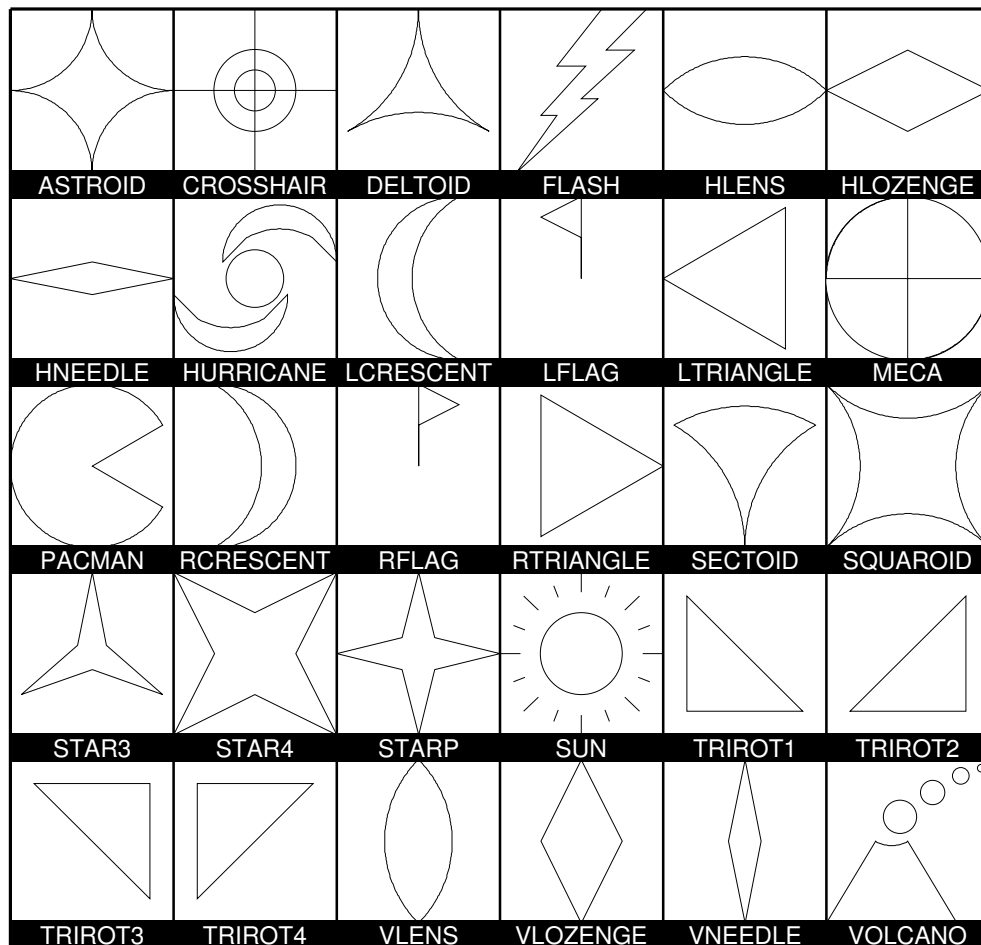 ASTROID CROSSHAIR DELTOID FLASH HLENS HLOZENGE
HNEEDLE HURRICANE LCRESCENT LFLAG LTRIANGLE MECA
PACMAN RCRESCENT RFLAG RTRIANGLE SECTOID SQUAROID
STAR3 STAR4 STARP SUN TRIROT1 TRIROT2
TRIROT3 TRIROT4 VLENS VLOZENGE VNEEDLE VOLCANO